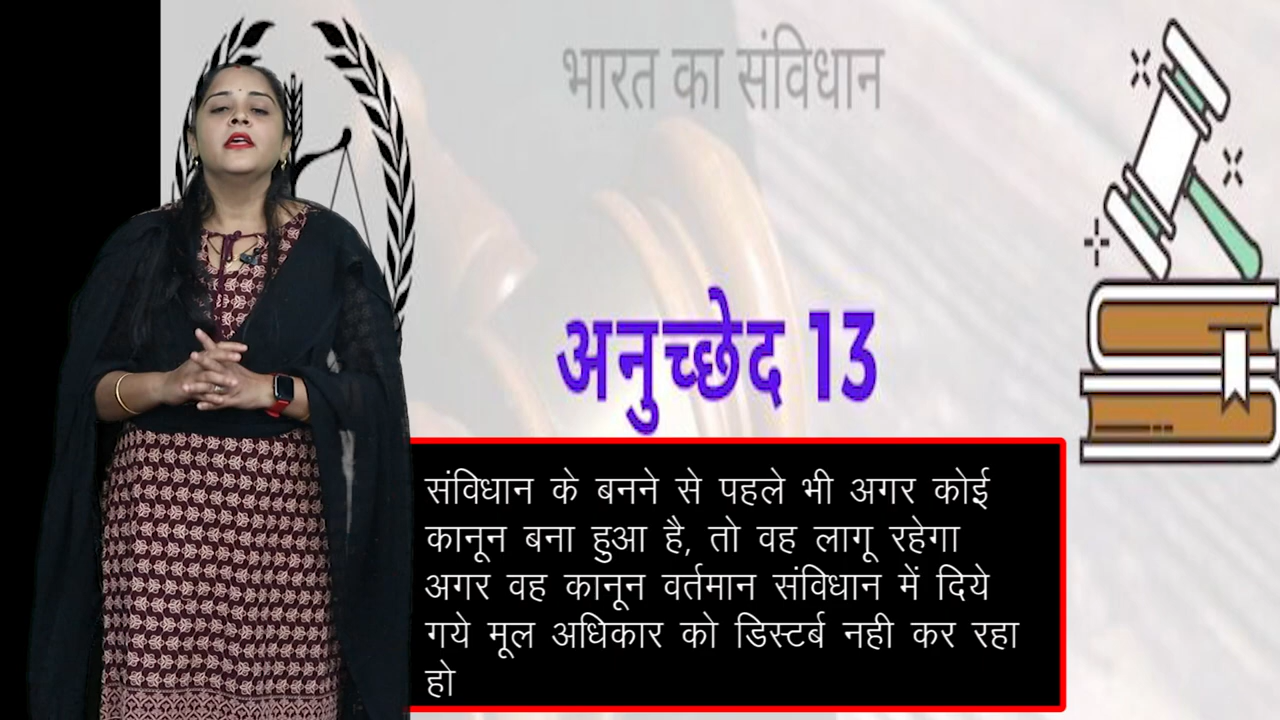 भारत का संविधान
अनुच्छेद 13
संविधान के बनने से पहले भी अगर कोई
कानून बना हुआ है, तो वह लागू रहेगा
अगर वह कानून वर्तमान संविधान में दिये
गये मूल अधिकार को डिस्टर्ब नही कर रहा
हो